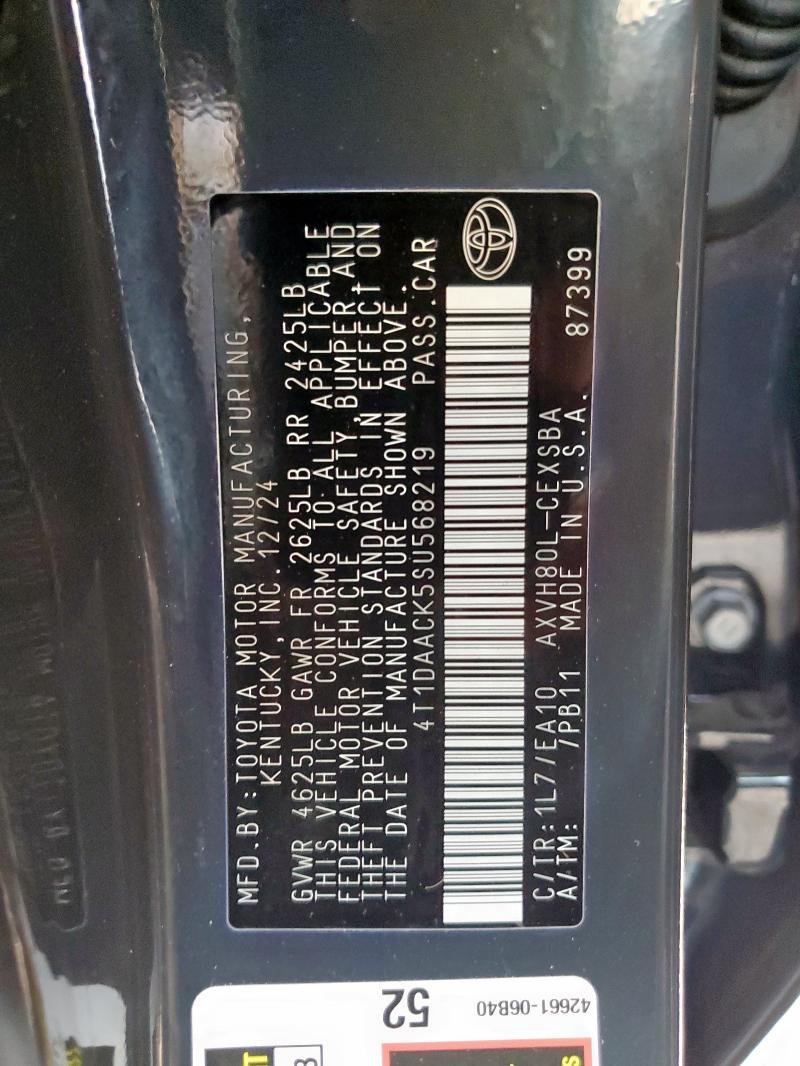 MFD.BY:TOYOTA MOTOR MANUFACTURING,
KENTUCKY,INC. 12/24
GVWR 4625LB GAWR FR 2625LB RR 2425LB
THIS VEHICLE CONFORMS TO ALL APPLICABLE
FEDERAL MOTOR VEHICLE SAFETY,BUMPER,AND
THEFT PREVENTION STANDARDS IN EFFECT ON
THE DATE OF MANUFACTURE SHOWN ABOVE.
4T1DAACK5SU568219 PASS.CAR
C/TR:1L7/EA10 AXVH80L-CEXSBA
A/TM: /PB11 MADE IN U.S.A. 87399
52
42661-06B40